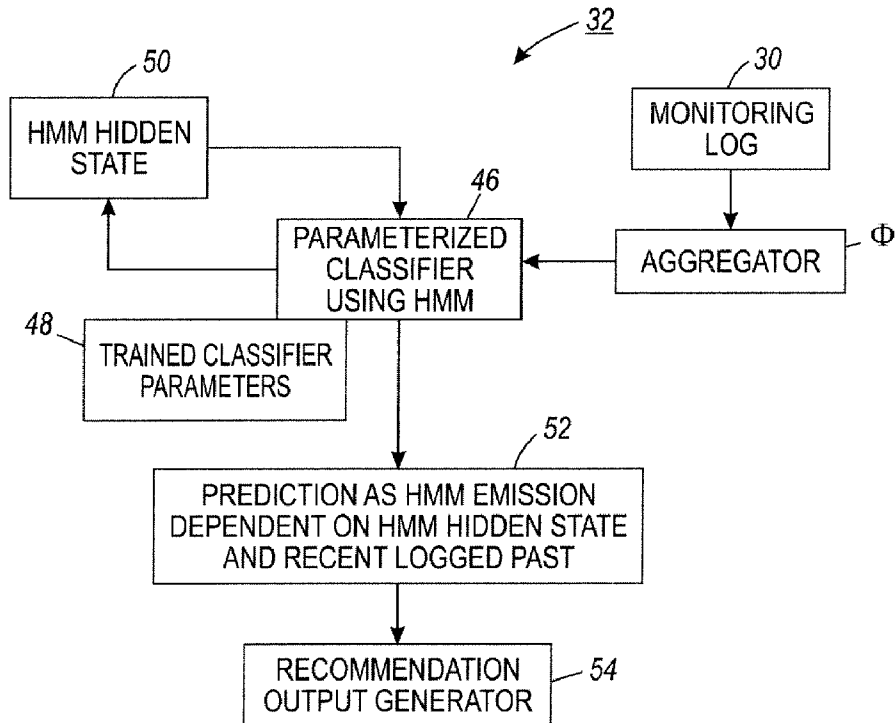 32
50
30
HMM HIDDEN
STATE
MONITORING
LOG
46
PARAMETERIZED
CLASSIFIER
USING HMM
AGGREGATOR
Φ
48
TRAINED CLASSIFIER
PARAMETERS
52
PREDICTION AS HMM EMISSION
DEPENDENT ON HMM HIDDEN STATE
AND RECENT LOGGED PAST
RECOMMENDATION
OUTPUT GENERATOR
54